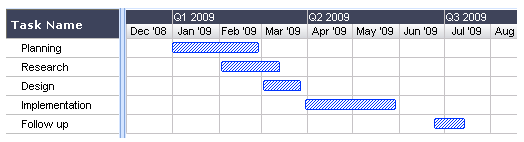 Task Name
Q1 2009 Q2 2009 Q3 2009
Dec '08 Jan '09 Feb '09 Mar '09 Apr '09 May '09 Jun '09 Jul '09 Aug
Planning
Research
Design
Implementation
Follow up